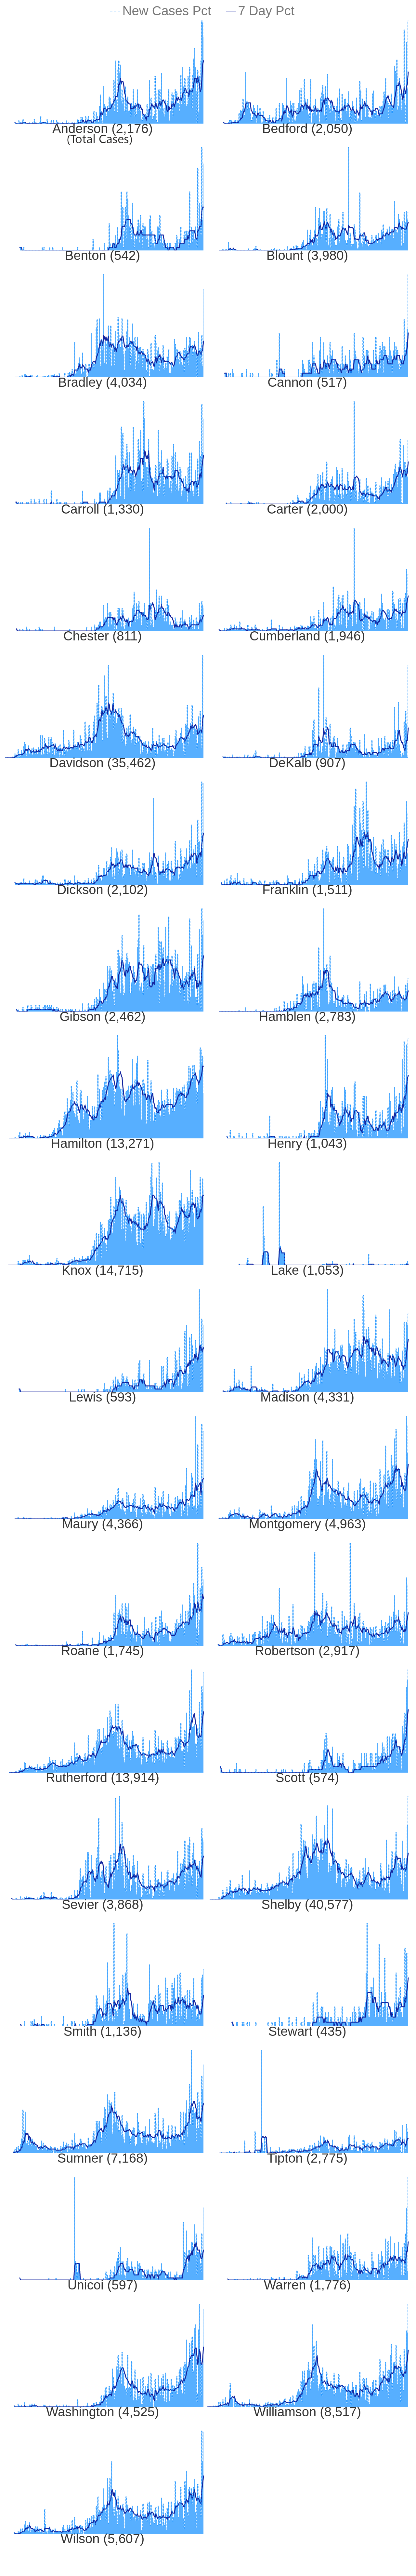 New Cases Pct 7 Day Pct
Anderson (2,176) Bedford (2,050)
(Total Cases)
Benton (542) Blount (3,980)
Bradley (4,034) Cannon (517)
Carroll (1,330) Carter (2,000)
Chester (811) Cumberland (1,946)
Davidson (35,462) DeKalb (907)
Dickson (2,102) Franklin (1,511)
Gibson (2,462) Hamblen (2,783)
Hamilton (13,271) Henry (1,043)
Knox (14,715) Lake (1,053)
Lewis (593) Madison (4,331)
Maury (4,366) Montgomery (4,963)
Roane (1,745) Robertson (2,917)
Rutherford (13,914) Scott (574)
Sevier (3,868) Shelby (40,577)
Smith (1,136) Stewart (435)
Sumner (7,168) Tipton (2,775)
Unicoi (597) Warren (1,776)
Washington (4,525) Williamson (8,517)
Wilson (5,607)